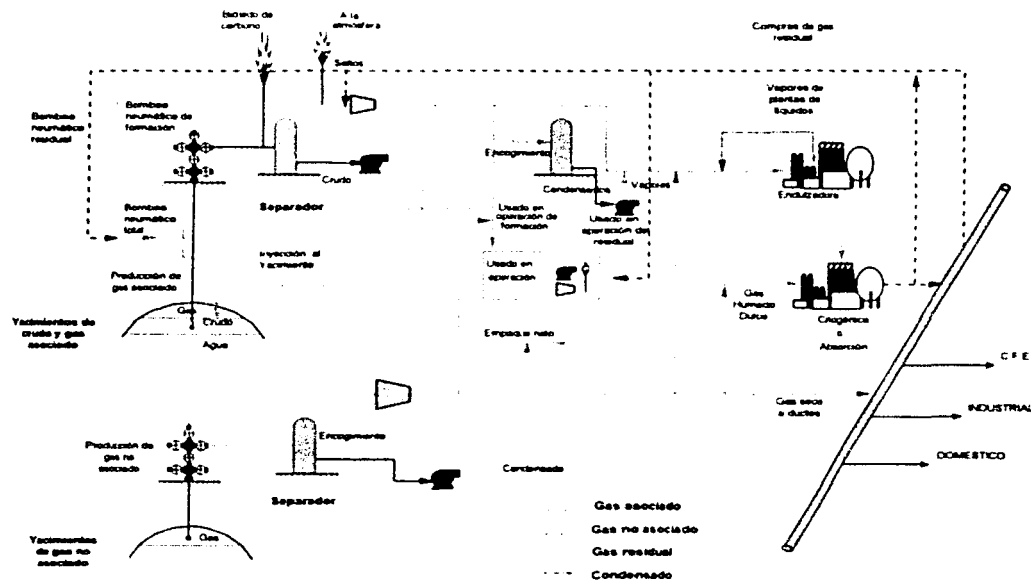 Bióxido de
carbono
A la
atmósfera
Compras de gas
residual
Sellos
Bombeo
neumático
residual
Bombeo
neumático de
formación
Vapores de
plantas de
líquidos
Encogimiento
Crudo
Condensados
Vapores
Endulzadora
Separador
Bombeo
neumático
total
Usado en
operación de
formación
Usado en
operación de
residual
Inyección al
Yacimiento
Usado en
operación
Producción de
gas asociado
Gas
Crudo
Agua
Yacimientos de
crudo y gas
asociado
Gas
Humedo
Dulce
Criogénica
o
Absorción
Empaque neto
C.F.E.
Gas seco
a ductos
INDUSTRIAL
Producción de
gas no
asociado
Encogimiento
Condensado
DOMESTICO
Separador
Gas
Yacimientos
de gas no
asociado
Gas asociado
Gas no asociado
Gas residual
Condensado